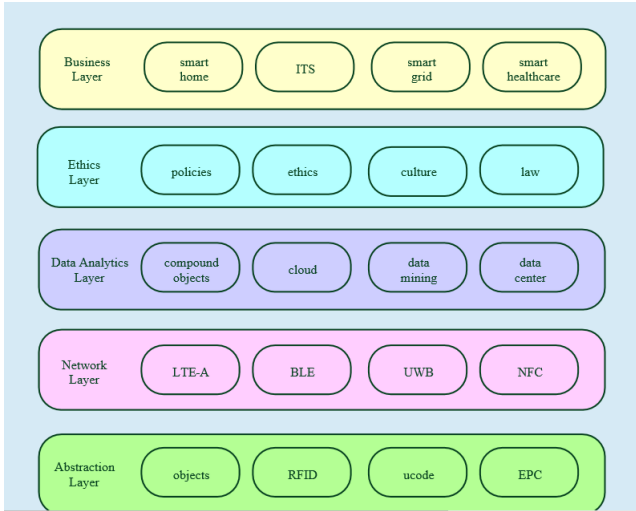 Business
Layer
smart
home
ITS
smart
grid
smart
healthcare
Ethics
Layer
policies
ethics
culture
law
Data Analytics
Layer
compound
objects
cloud
data
mining
data
center
Network
Layer
LTE-A
BLE
UWB
NFC
Abstraction
Layer
objects
RFID
ucode
EPC